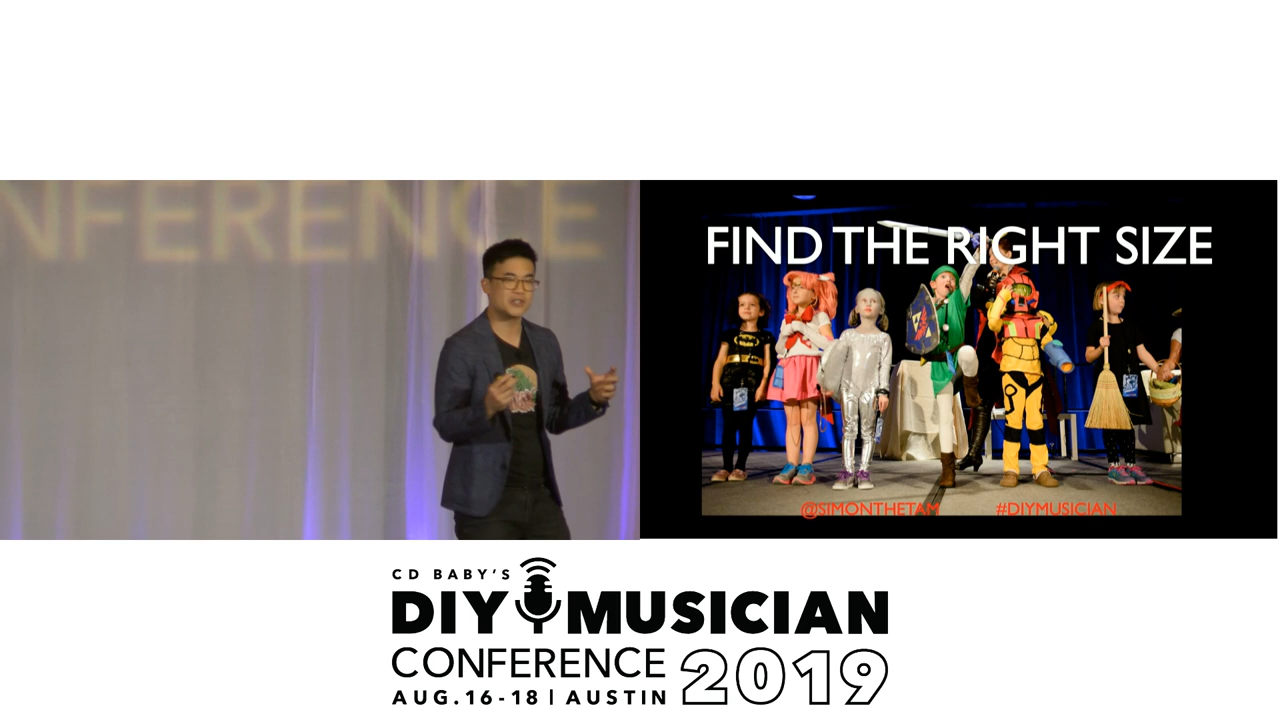 NFERENCE
FIND THE RIGHT SIZE
@SIMONTHETAM #DIYMUSICIAN
CD BABY'S
DIY MUSICIAN
CONFERENCE 2019
AUG.16-18 | AUSTIN